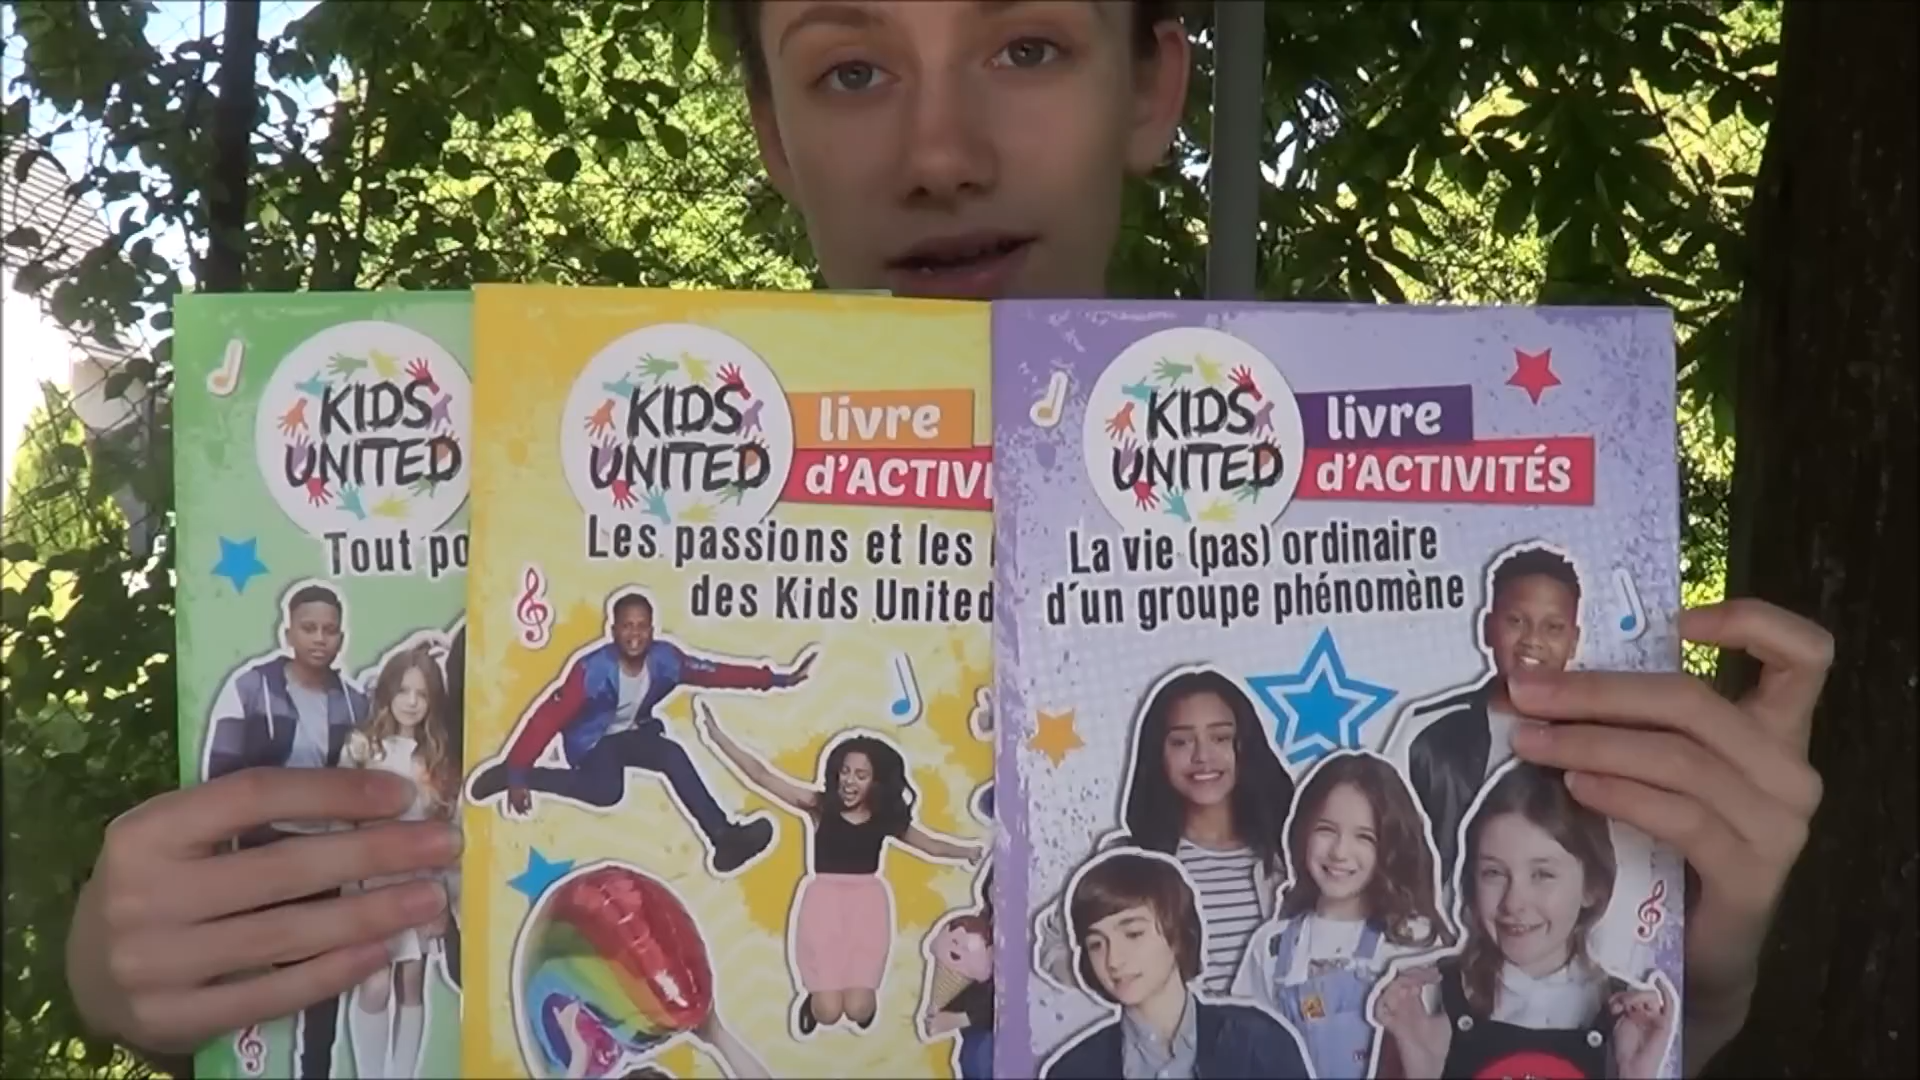 KIDS
UNITED
Tout
KIDS
UNITED
livre
d'ACTIVI
Les passions et les
des Kids United
KIDS
UNITED
livre
d'ACTIVITÉS
La vie (pas) ordinaire
d'un groupe phénomène